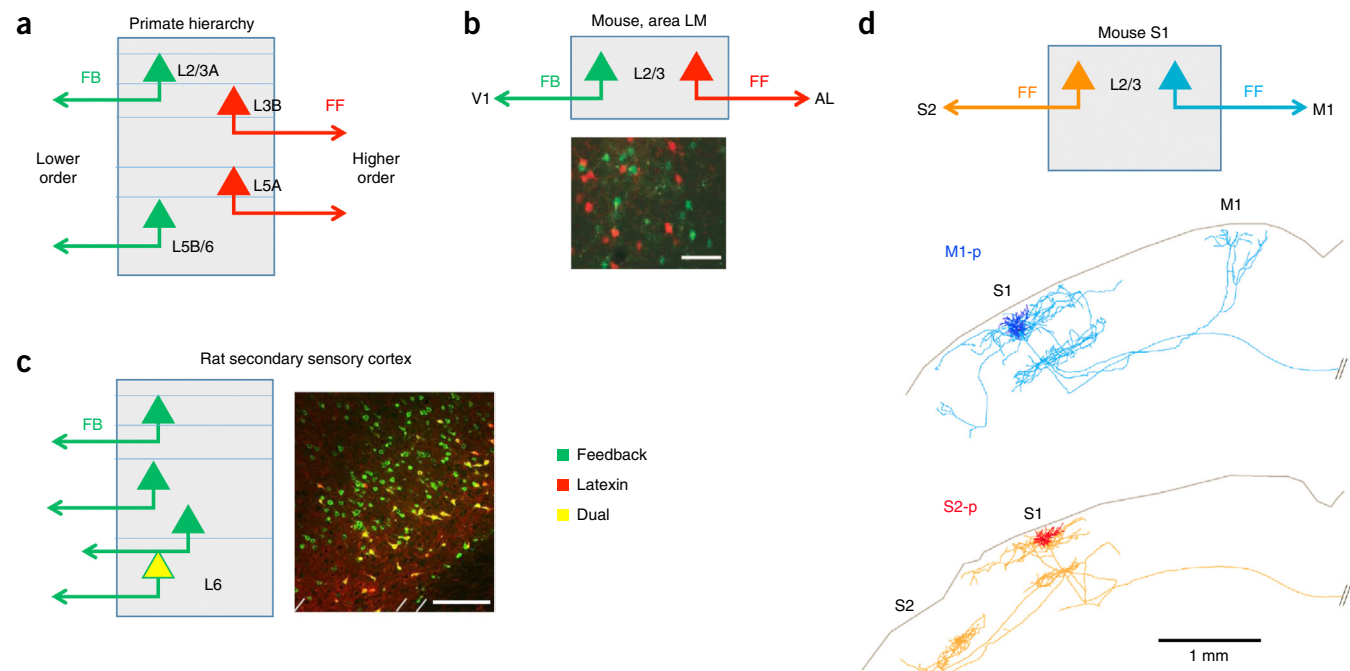 a
Primate hierarchy
FB
L2/3A
L3B
FF
Lower
order
Higher
order
L5A
L5B/6
b
Mouse, area LM
FB
L2/3
V1
FF
AL
c
Rat secondary sensory cortex
FB
L6
Feedback
Latexin
Dual
d
Mouse S1
L2/3
FF
FF
S2
M1
M1
M1-p
S1
S2-p
S1
S2
1 mm